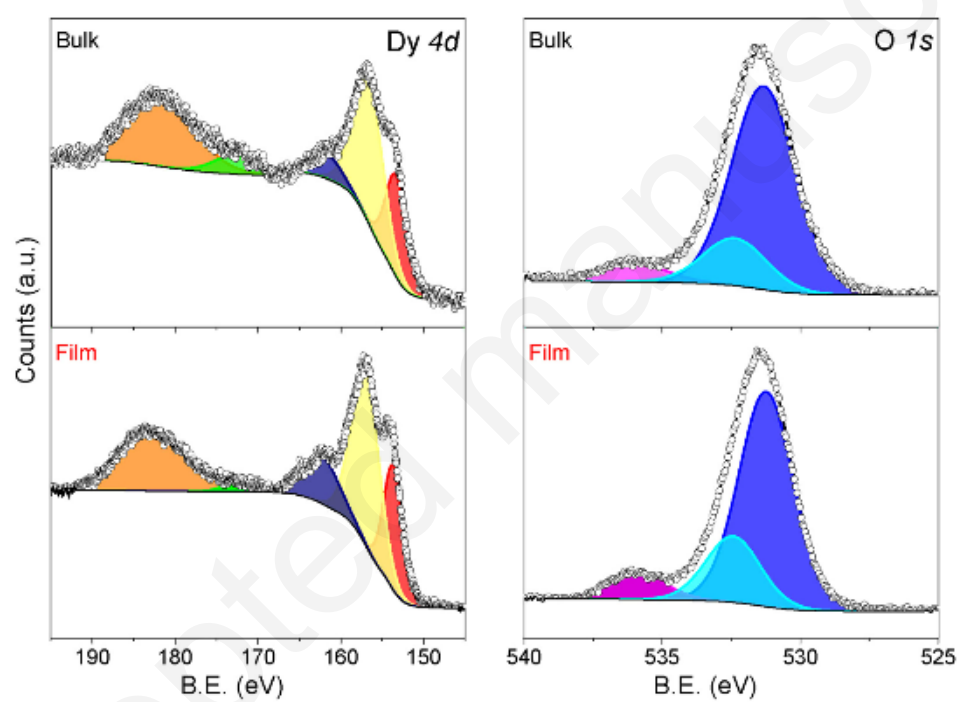 Bulk
Dy 4d
Bulk
O 1s
Counts (a.u.)
Film
Film
190 180 170 160 150
540 535 530 525
B.E. (eV)
B.E. (eV)
manusc